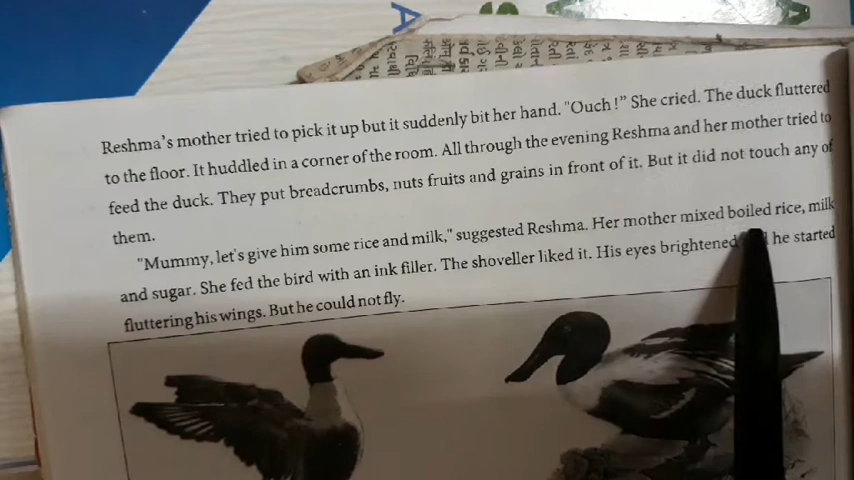 Reshma's mother tried to pick it up but it suddenly bit her hand. "Ouch !" She cried. The duck fluttered
to the floor. It huddled in a corner of the room. All through the evening Reshma and her mother tried to
feed the duck. They put breadcrumbs, nuts fruits and grains in front of it. But it did not touch any of
them.
"Mummy, let's give him some rice and milk," suggested Reshma. Her mother mixed boiled rice, milk
and sugar. She fed the bird with an ink filler. The shoveller liked it. His eyes brightened he started
fluttering his wings. But he could not fly.